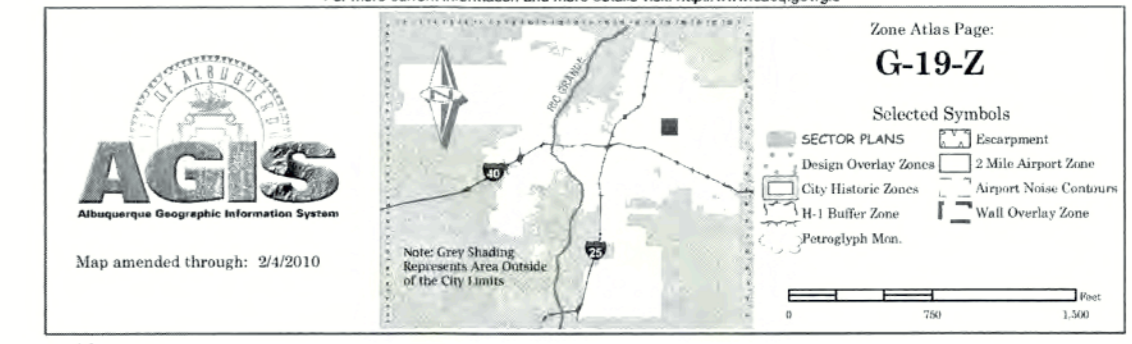 CITY OF ALBUQUERQUE
AGIS
Albuquerque Geographic Information System
Map amended through: 2/4/2010
RIO GRANDE
40
25
Note: Grey Shading
Represents Area Outside
of the City Limits
Zone Atlas Page:
G-19-Z
Selected Symbols
SECTOR PLANS
Escarpment
Design Overlay Zones
2 Mile Airport Zone
City Historic Zones
Airport Noise Contours
H-1 Buffer Zone
Wall Overlay Zone
Petroglyph Mon.
Feet
0 750 1,500